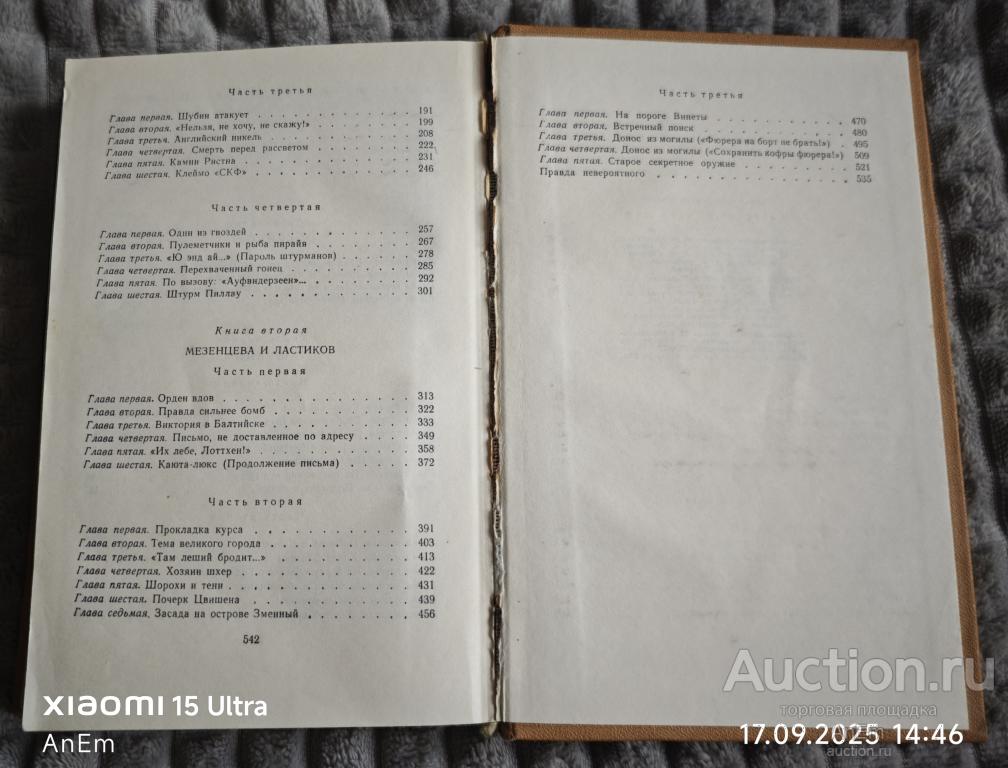 Часть третья
Глава первая. Шубин атакует . . . . . . . . . 191
Глава вторая. «Нельзя, не хочу, не скажу!» . . . . . . 199
Глава третья. Английский никель . . . . . . . . 208
Глава четвертая. Смерть перед рассветом . . . . . . 222
Глава пятая. Камни Ристна . . . . . . . . . 231
Глава шестая. Клеймо «СКФ» . . . . . . . . . 246
Часть четвертая
Глава первая. Один из гвоздей . . . . . . . . . 257
Глава вторая. Пулеметчики и рыба пирайя . . . . . . 267
Глава третья. «Ю энд ай...» (Пароль штурманов) . . . . 278
Глава четвертая. Перехваченный гонец . . . . . . . 285
Глава пятая. По вызову: «Ауфвидерзеен»... . . . . . . 292
Глава шестая. Штурм Пиллау . . . . . . . . . 301
Книга вторая
МЕЗЕНЦЕВА И ЛАСТИКОВ
Часть первая
Глава первая. Орден вдов . . . . . . . . . . 313
Глава вторая. Правда сильнее бомб . . . . . . . . 322
Глава третья. Виктория в Балтийске . . . . . . . . 333
Глава четвертая. Письмо, не доставленное по адресу . . . . 349
Глава пятая. «Их лебе, Лоттхен!» . . . . . . . . 358
Глава шестая. Каюта-люкс (Продолжение письма) . . . . . 372
Часть вторая
Глава первая. Прокладка курса . . . . . . . . . 391
Глава вторая. Тема великого города . . . . . . . . 403
Глава третья. «Там леший бродит...» . . . . . . . . 413
Глава четвертая. Хозяин шхер . . . . . . . . . 422
Глава пятая. Шорохи и тени . . . . . . . . . . 431
Глава шестая. Почерк Цвишена . . . . . . . . . 439
Глава седьмая. Засада на острове Змеиный . . . . . . 456
542
Часть третья
Глава первая. На пороге Винеты . . . . . . . . 470
Глава вторая. Встречный поиск . . . . . . . . . 480
Глава третья. Донос из могилы («Фюрера на борт не брать!») . 495
Глава четвертая. Донос из могилы («Сохранить кофры фюрера!») 509
Глава пятая. Старое секретное оружие . . . . . . . 521
Правда невероятного . . . . . . . . . . . 535
Auction.ru
торговая площадка
auction.ru
xiaomi 15 Ultra
AnEm
17.09.2025 14:46
auction.ru